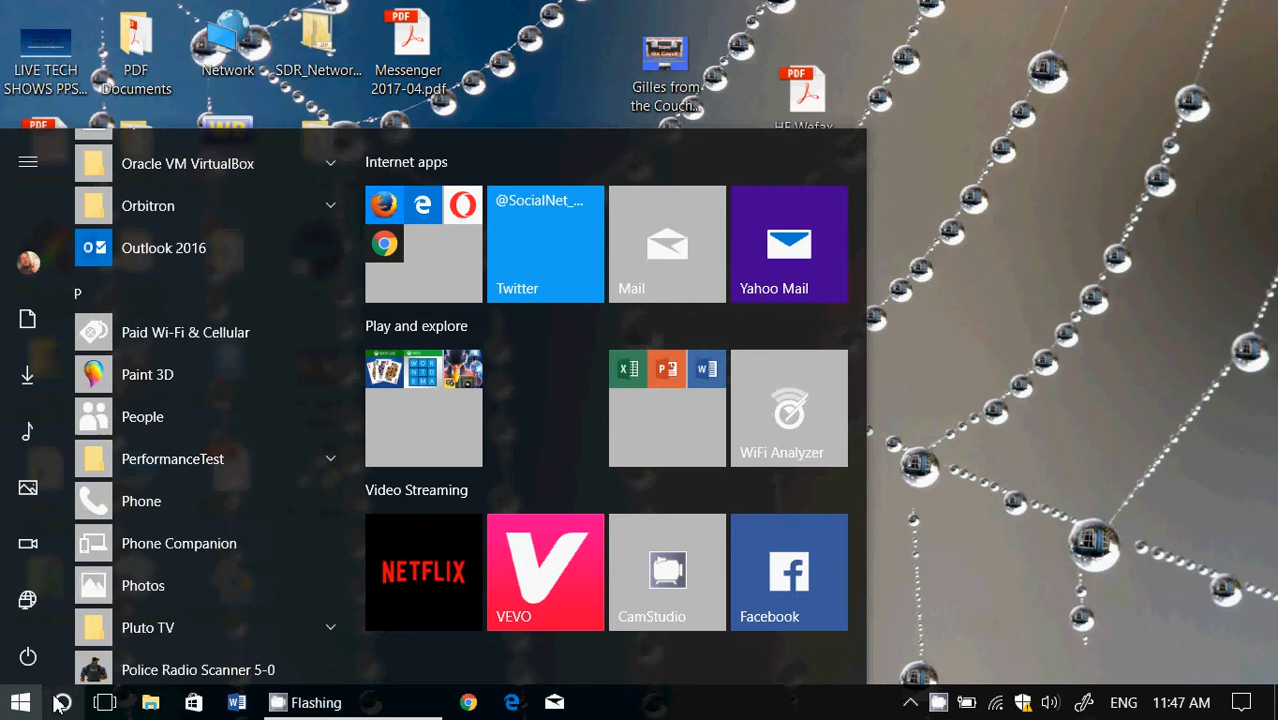 LIVE TECH
SHOWS PPS...
PDF
Documents
Network
SDR_Networ...
PDF
Messenger
2017-04.pdf
Gilles from
the Couch...
PDF
HF Wefax
PDF
Oracle VM VirtualBox
Orbitron
Outlook 2016
P
Paid Wi-Fi & Cellular
Paint 3D
People
PerformanceTest
Phone
Phone Companion
Photos
Pluto TV
Police Radio Scanner 5-0
Internet apps
@SocialNet_...
Twitter
Mail
Yahoo Mail
Play and explore
WiFi Analyzer
Video Streaming
NETFLIX
VEVO
CamStudio
Facebook
Flashing
ENG
11:47 AM